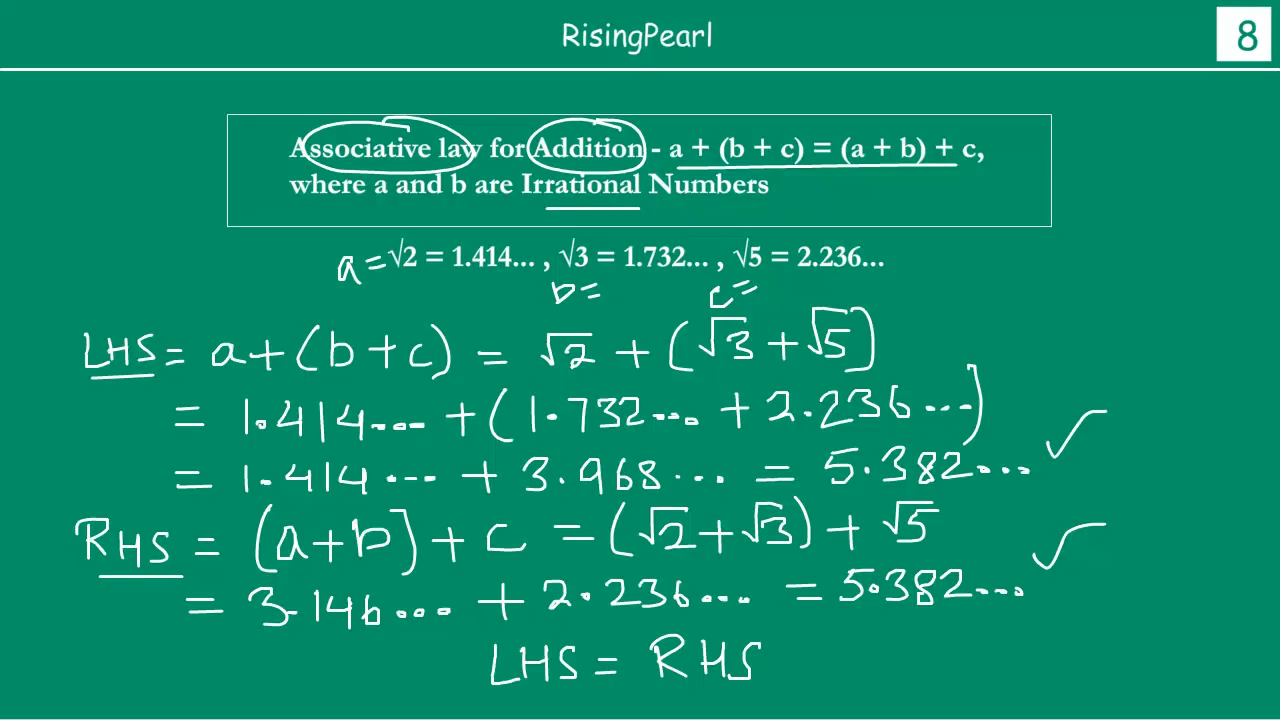 RisingPearl
8
Associative law for Addition - a + (b + c) = (a + b) + c,
where a and b are Irrational Numbers
a = √2 = 1.414... , √3 = 1.732... , √5 = 2.236...
b = c =
LHS = a + (b + c) = √2 + (√3 + √5)
= 1.414... + (1.732... + 2.236...)
= 1.414... + 3.968... = 5.382...
RHS = (a + b) + c = (√2 + √3) + √5
= 3.146... + 2.236... = 5.382...
LHS = RHS